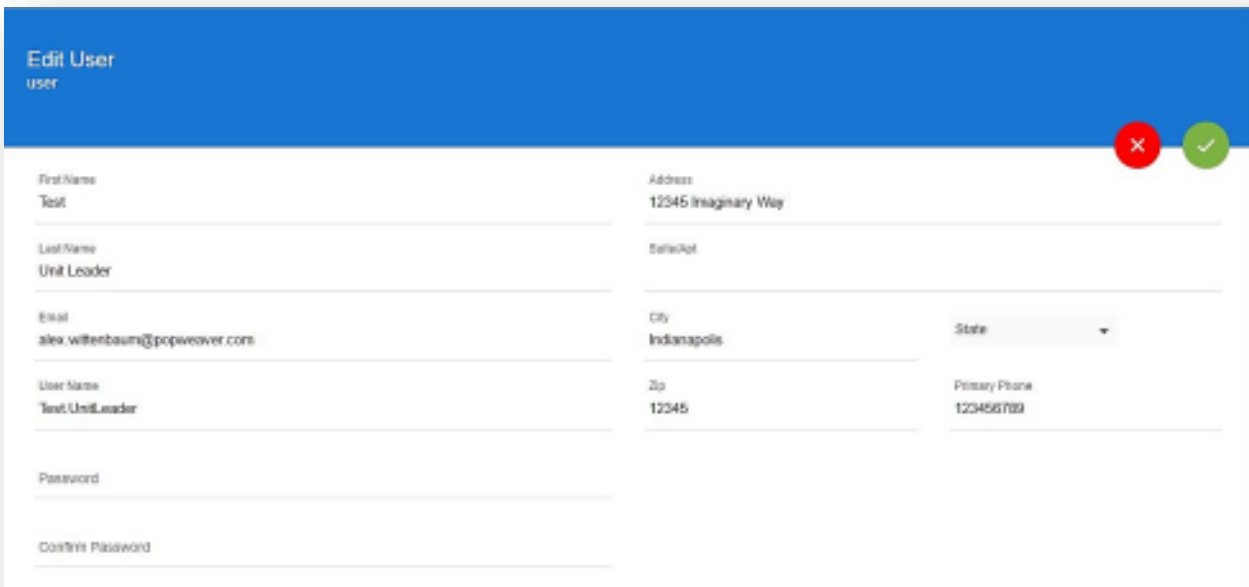 Edit User
user
First Name
Test
Last Name
Unit Leader
Email
alex.wittenbaum@popweaver.com
User Name
Test.UnitLeader
Password
Confirm Password
Address
12345 Imaginary Way
Suite/Apt
City
Indianapolis
State
Zip
12345
Primary Phone
123456789